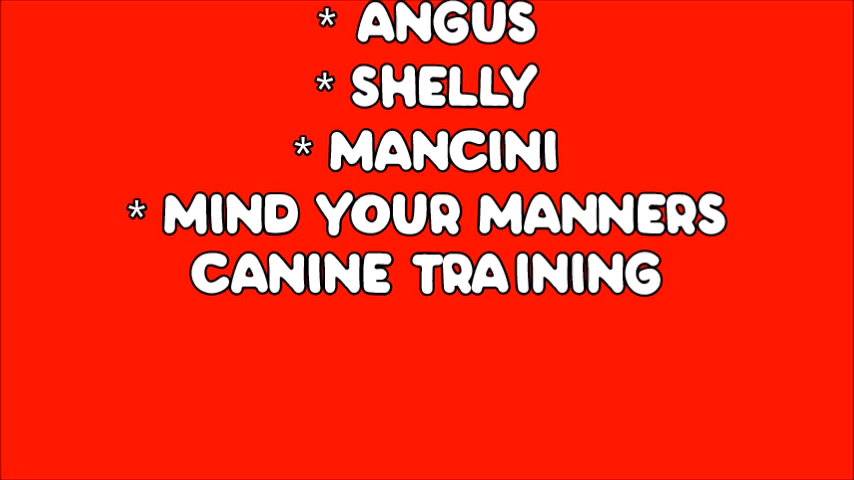 * ANGUS
* SHELLY
* MANCINI
* MIND YOUR MANNERS
CANINE TRAINING